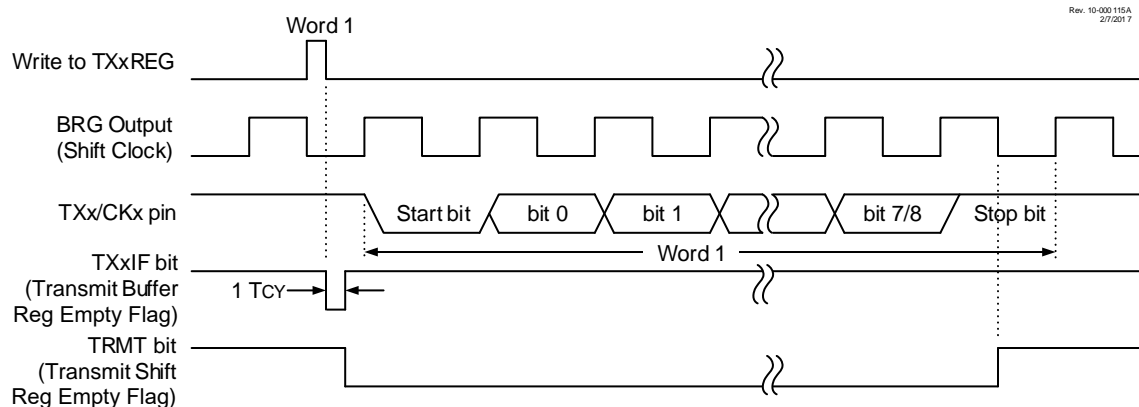 Rev. 10-000 115A
2/7/201 7
Word 1
Write to TXxREG
BRG Output
(Shift Clock)
TXx/CKx pin
Start bit
bit 0
bit 1
bit 7/8
Stop bit
Word 1
TXxIF bit
(Transmit Buffer
Reg Empty Flag)
1 TCY
TRMT bit
(Transmit Shift
Reg Empty Flag)